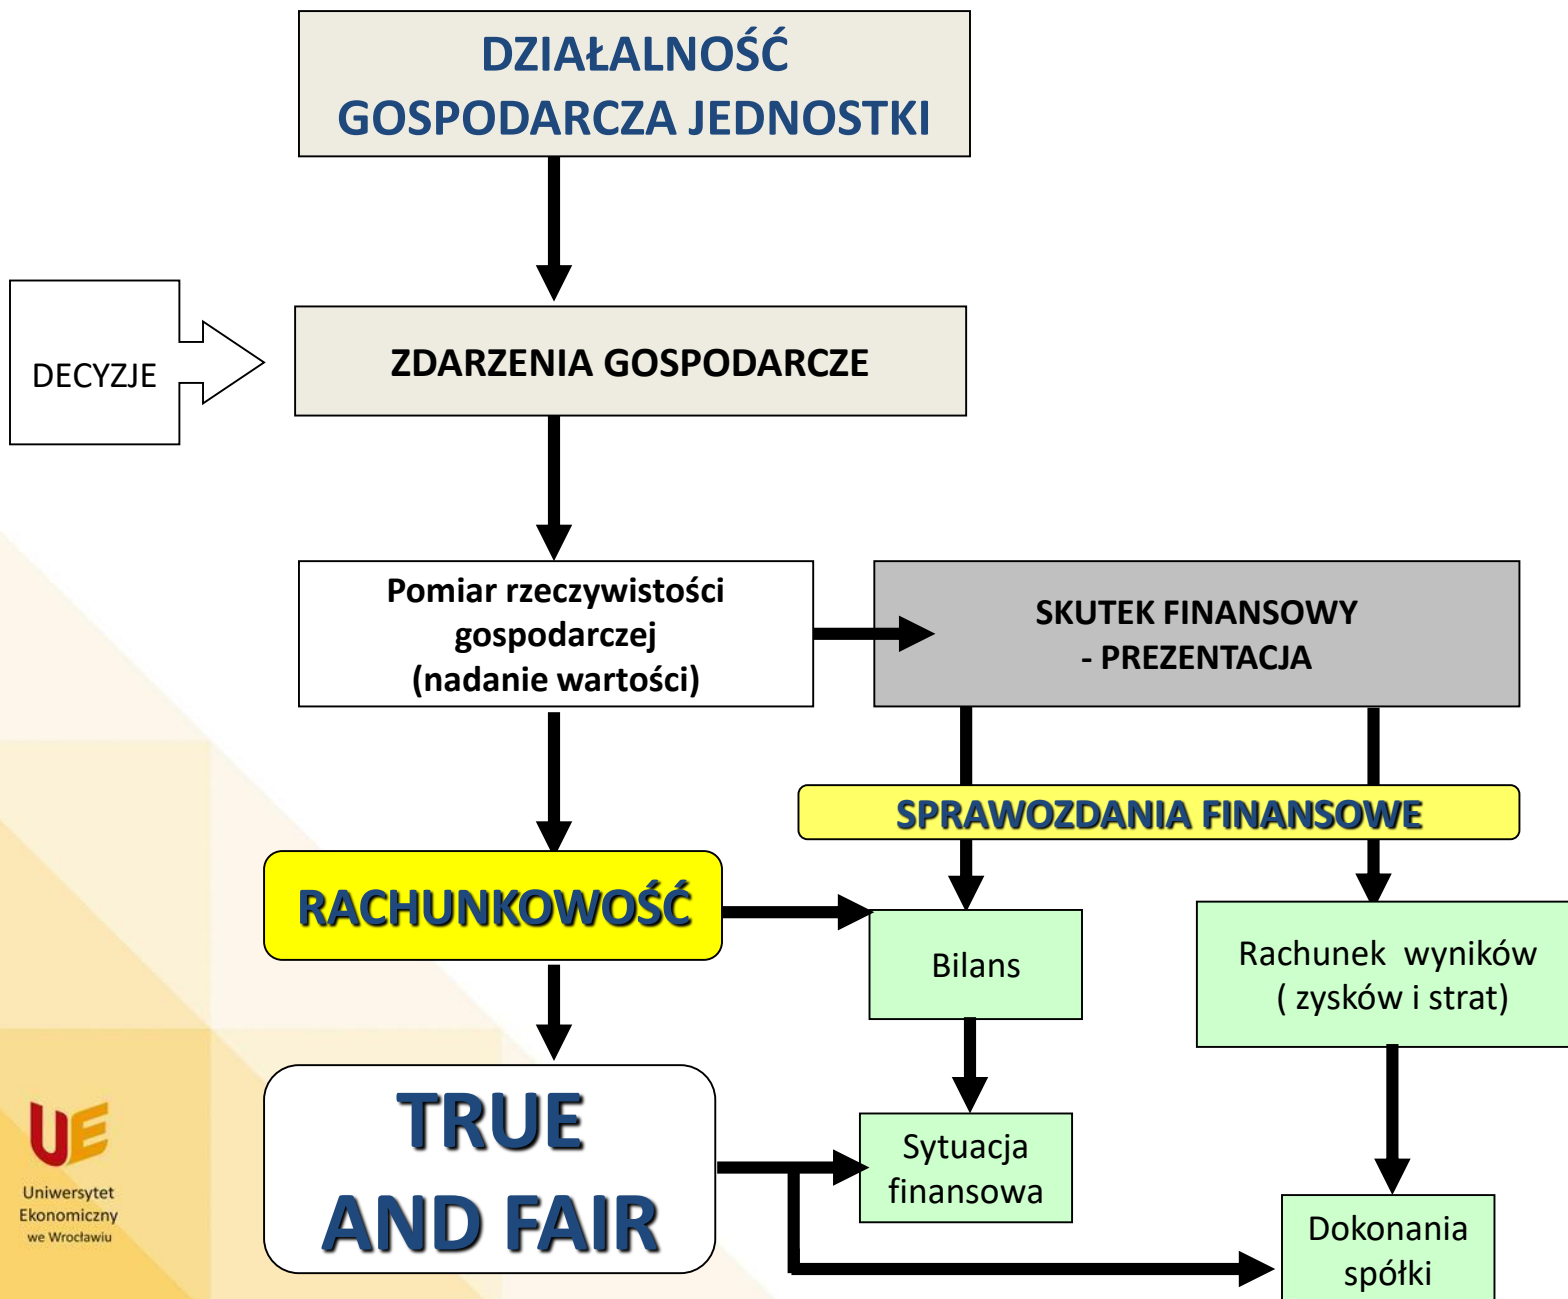 DZIAŁALNOŚĆ
GOSPODARCZA JEDNOSTKI
DECYZJE
ZDARZENIA GOSPODARCZE
Pomiar rzeczywistości
gospodarczej
(nadanie wartości)
SKUTEK FINANSOWY
- PREZENTACJA
SPRAWOZDANIA FINANSOWE
RACHUNKOWOŚĆ
Bilans
Rachunek wyników
( zysków i strat)
TRUE
AND FAIR
Sytuacja
finansowa
Dokonania
spółki
UE
Uniwersytet
Ekonomiczny
we Wrocławiu